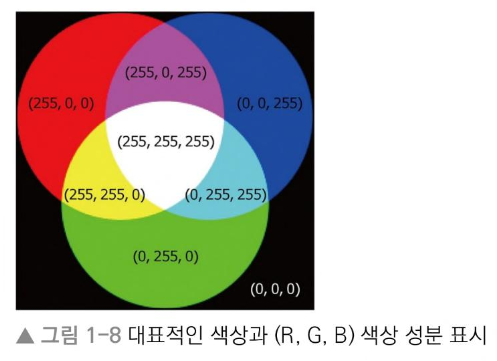 (255, 0, 255)
(255, 0, 0)
(0, 0, 255)
(255, 255, 255)
(255, 255, 0)
(0, 255, 255)
(0, 255, 0)
(0, 0, 0)
▲ 그림 1-8 대표적인 색상과 (R, G, B) 색상 성분 표시